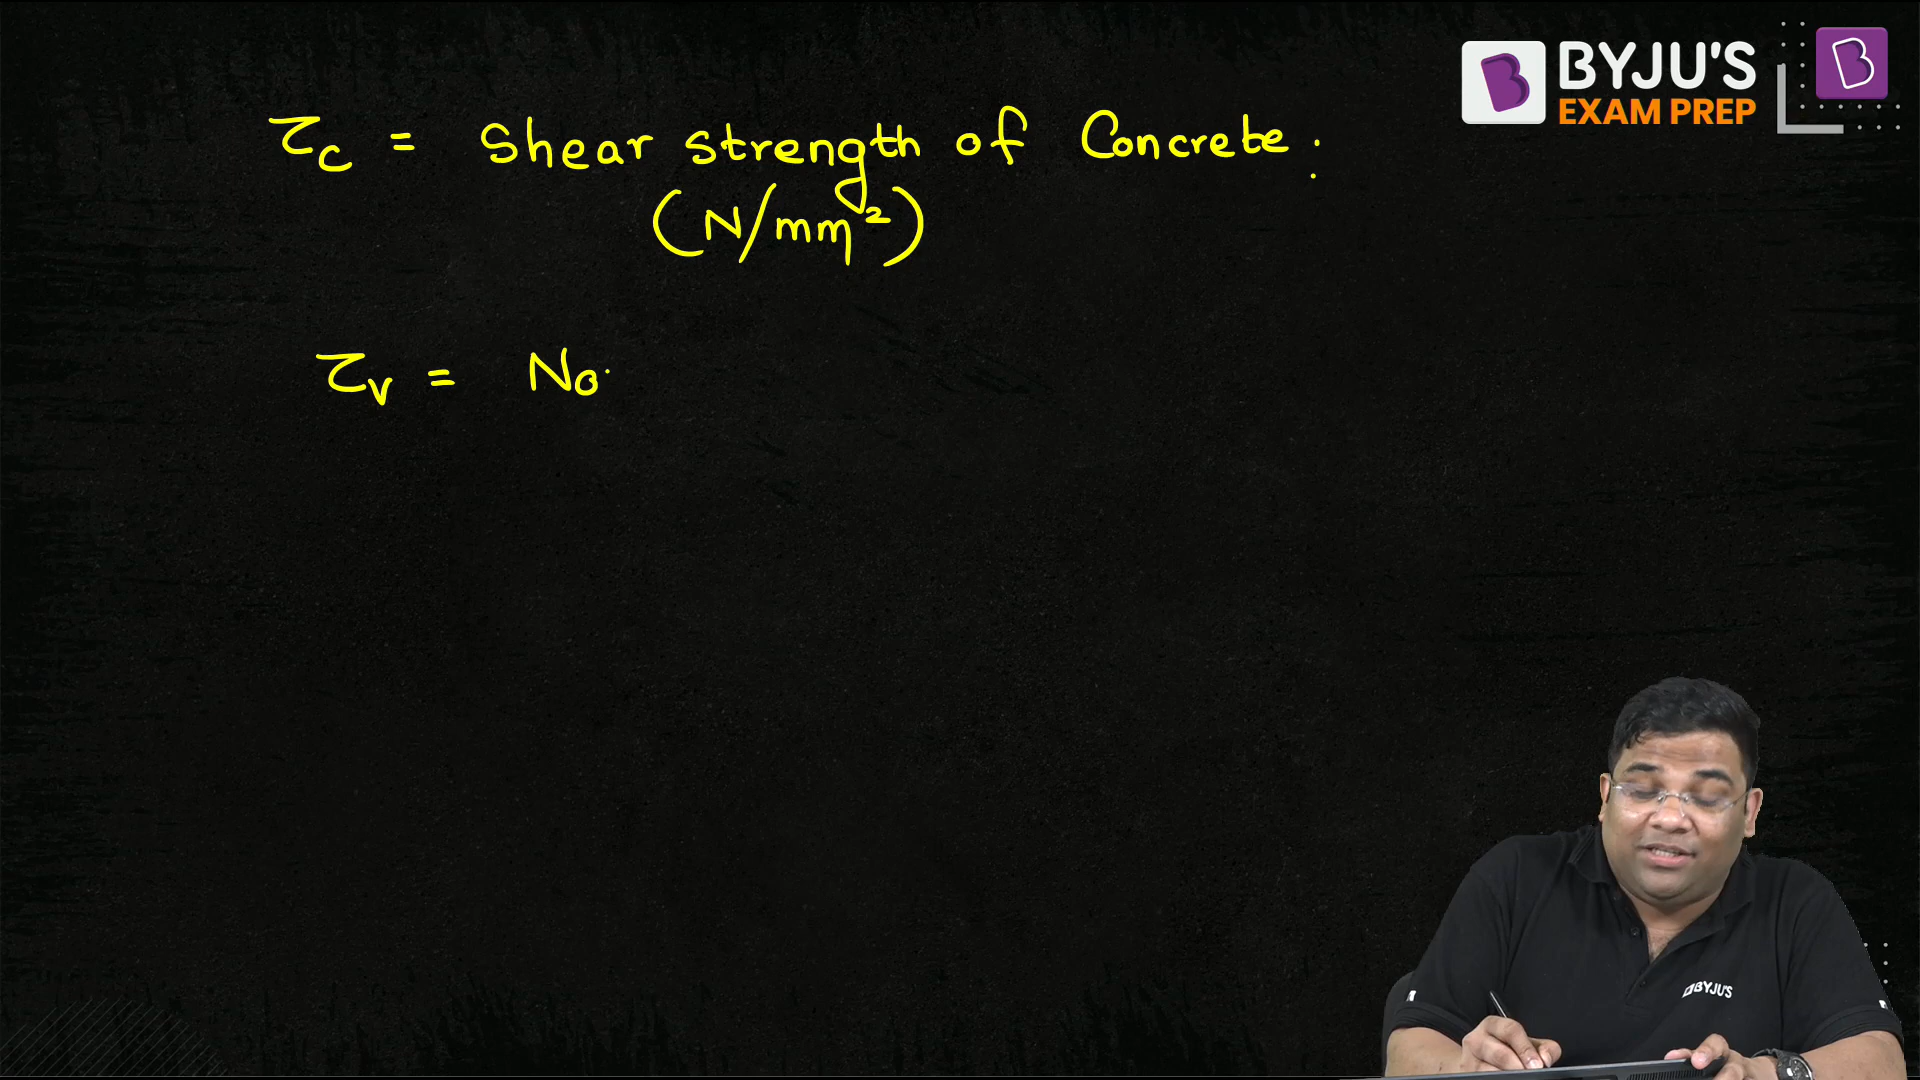 BYJU'S
EXAM PREP
τc = Shear strength of Concrete :
(N/mm²)
τv = No
BYJU'S